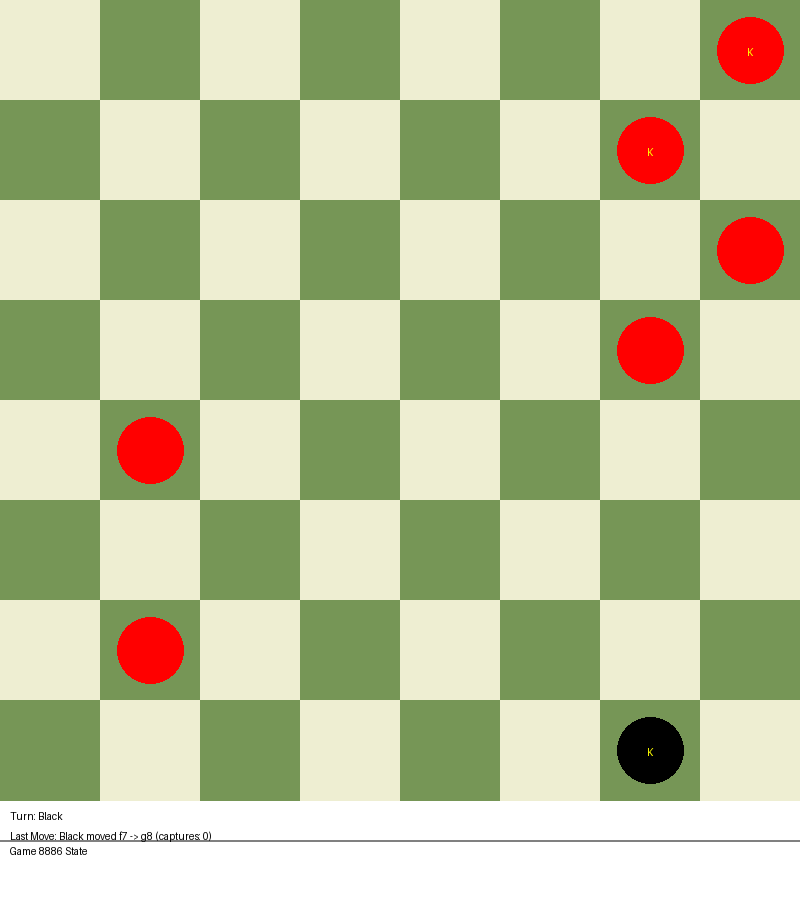 K
K
K
Turn: Black
Last Move: Black moved f7 -> g8 (captures: 0)
Game 8886 State